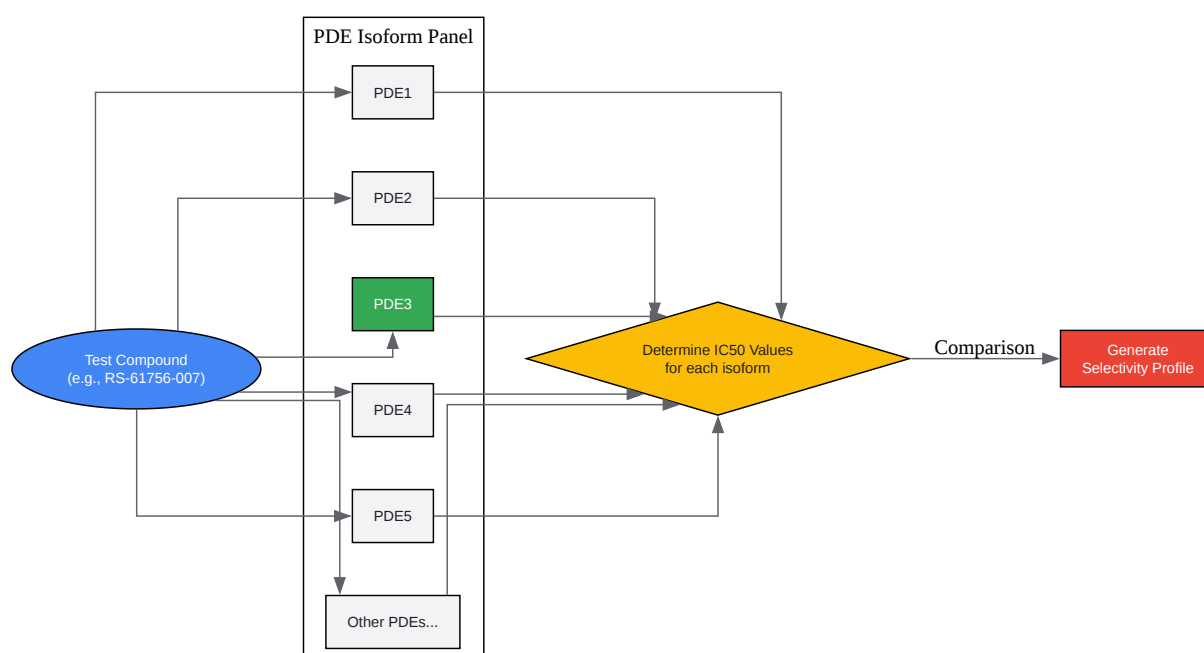 PDE Isoform Panel
PDE1
PDE2
PDE3
Test Compound
(e.g., RS-61756-007)
PDE4
PDE5
Other PDEs...
Determine IC50 Values
for each isoform
Comparison
Generate
Selectivity Profile